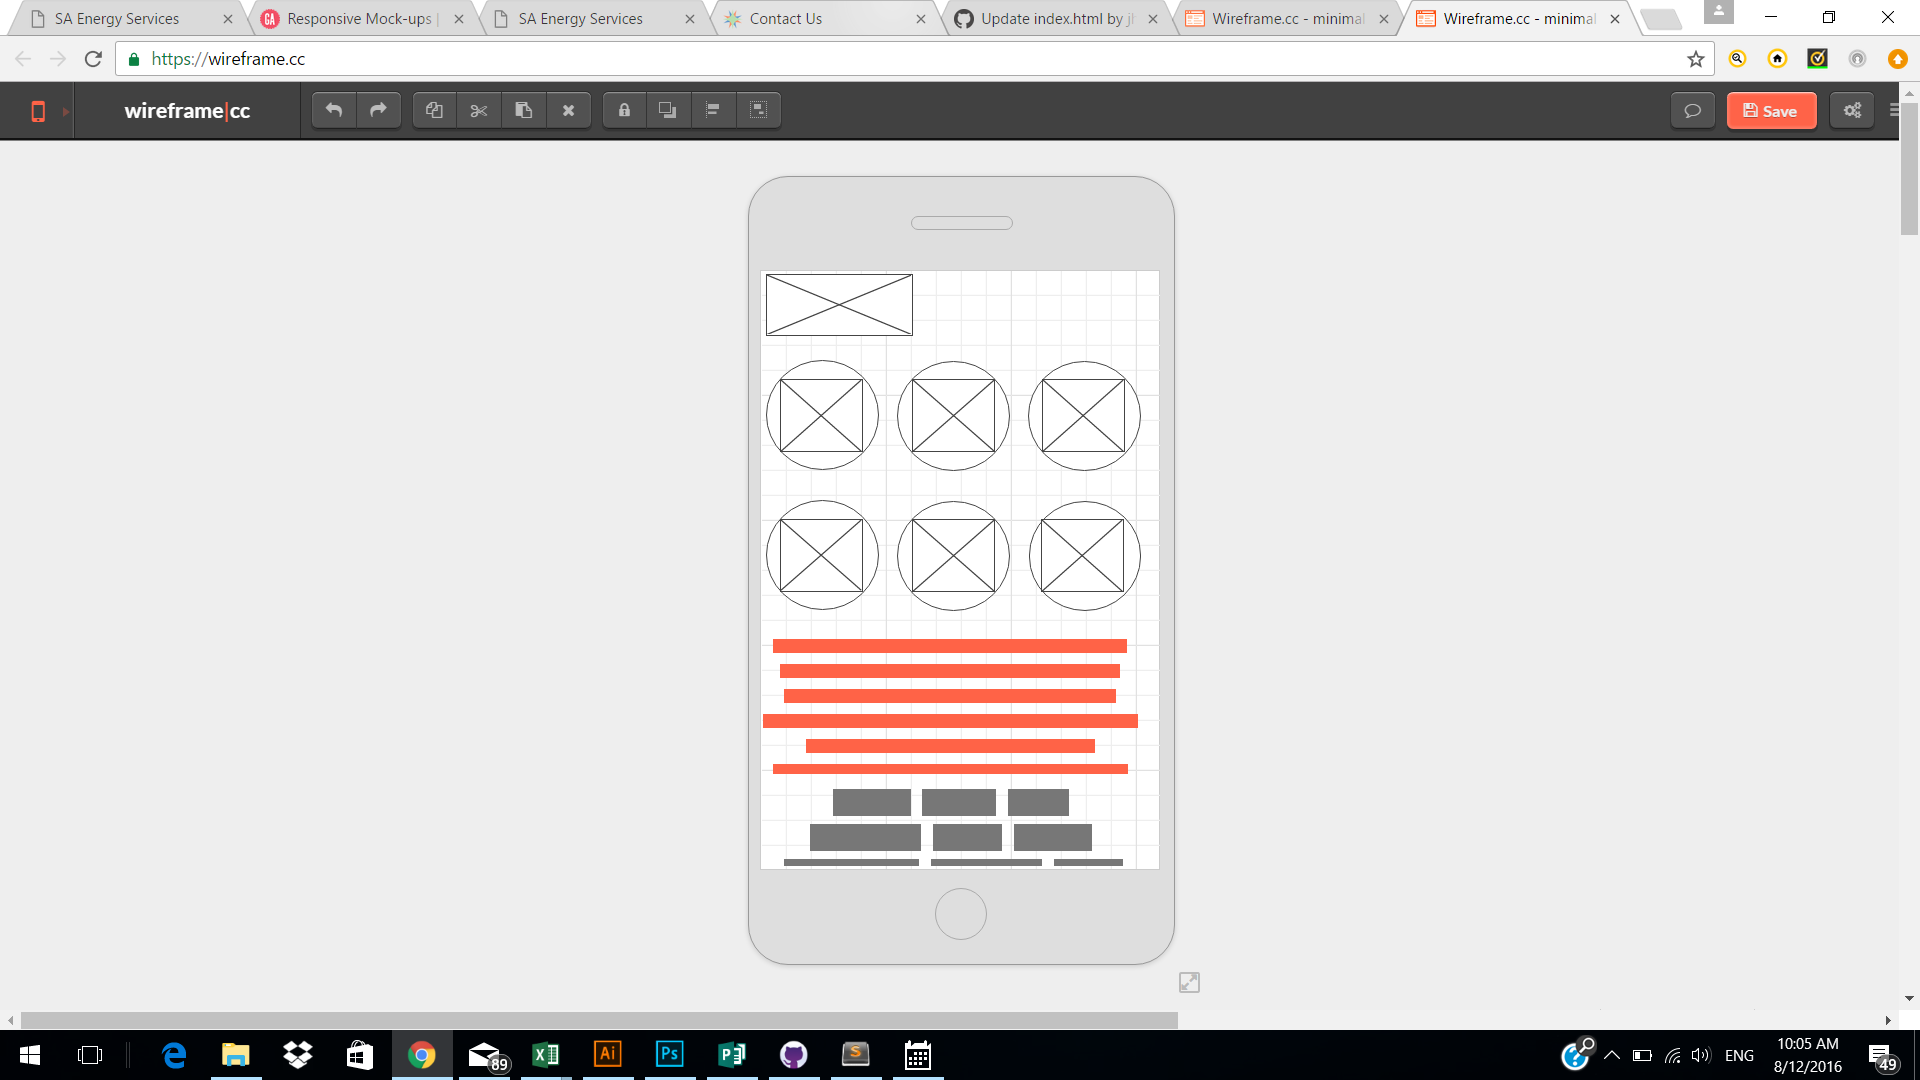 SA Energy Services
GA
Responsive Mock-ups |
SA Energy Services
Contact Us
Update index.html by
Wireframe.cc - minimal
Wireframe.cc - minimal
https://wireframe.cc
wireframe|cc
Save
89
Ai
Ps
ENG
10:05 AM
8/12/2016
49